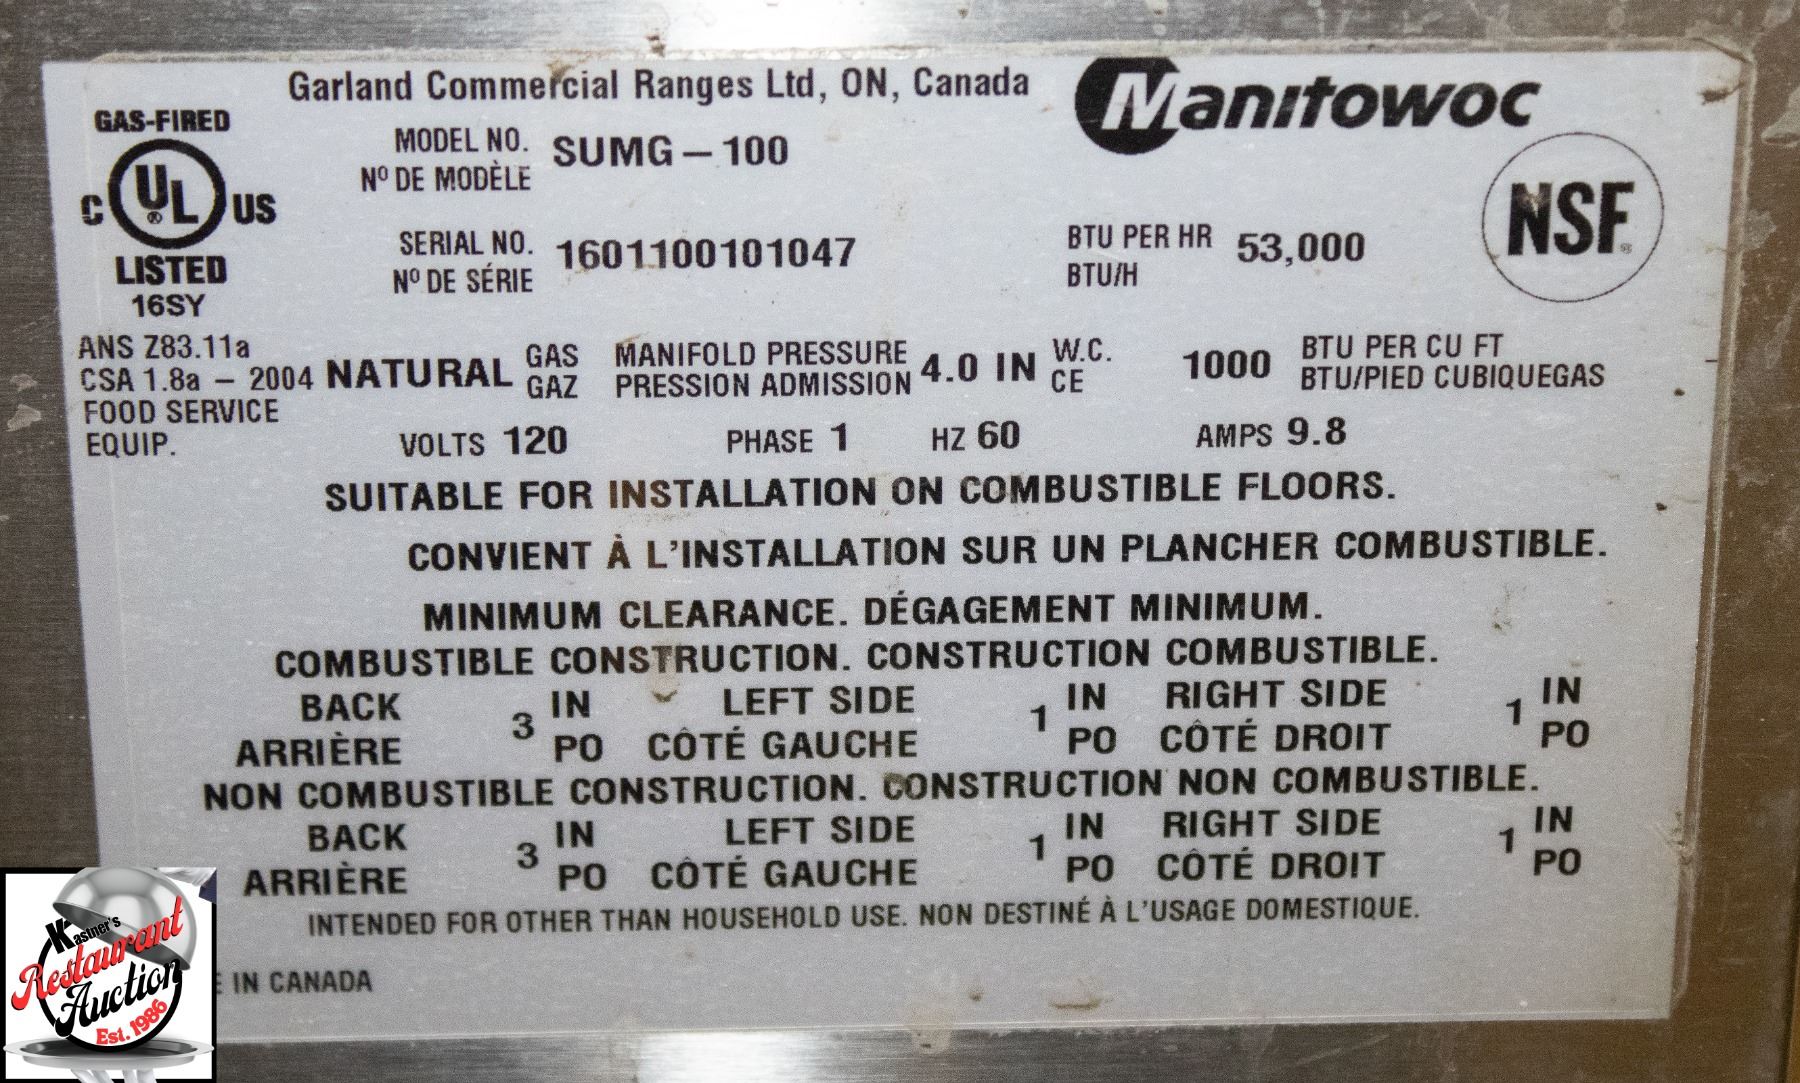 Garland Commercial Ranges Ltd, ON, Canada
Manitowoc
GAS-FIRED
C UL ® US
LISTED
16SY
MODEL NO. SUMG – 100
Nº DE MODÈLE
SERIAL NO. 1601100101047
Nº DE SÉRIE
BTU PER HR 53,000
BTU/H
NSF®
ANS Z83.11a
CSA 1.8a – 2004
FOOD SERVICE
EQUIP.
NATURAL GAS
GAZ
MANIFOLD PRESSURE
PRESSION ADMISSION
4.0 IN W.C.
CE
1000 BTU PER CU FT
BTU/PIED CUBIQUEGAS
VOLTS 120 PHASE 1 HZ 60 AMPS 9.8
SUITABLE FOR INSTALLATION ON COMBUSTIBLE FLOORS.
CONVIENT À L'INSTALLATION SUR UN PLANCHER COMBUSTIBLE.
MINIMUM CLEARANCE. DÉGAGEMENT MINIMUM.
COMBUSTIBLE CONSTRUCTION. CONSTRUCTION COMBUSTIBLE.
BACK 3 IN LEFT SIDE 1 IN RIGHT SIDE 1 IN
ARRIÈRE PO CÔTÉ GAUCHE PO CÔTÉ DROIT PO
NON COMBUSTIBLE CONSTRUCTION. CONSTRUCTION NON COMBUSTIBLE.
BACK 3 IN LEFT SIDE 1 IN RIGHT SIDE 1 IN
ARRIÈRE PO CÔTÉ GAUCHE PO CÔTÉ DROIT PO
INTENDED FOR OTHER THAN HOUSEHOLD USE. NON DESTINÉ À L'USAGE DOMESTIQUE.
E IN CANADA
Kastner's
Restaurant
Auction
Est. 1986